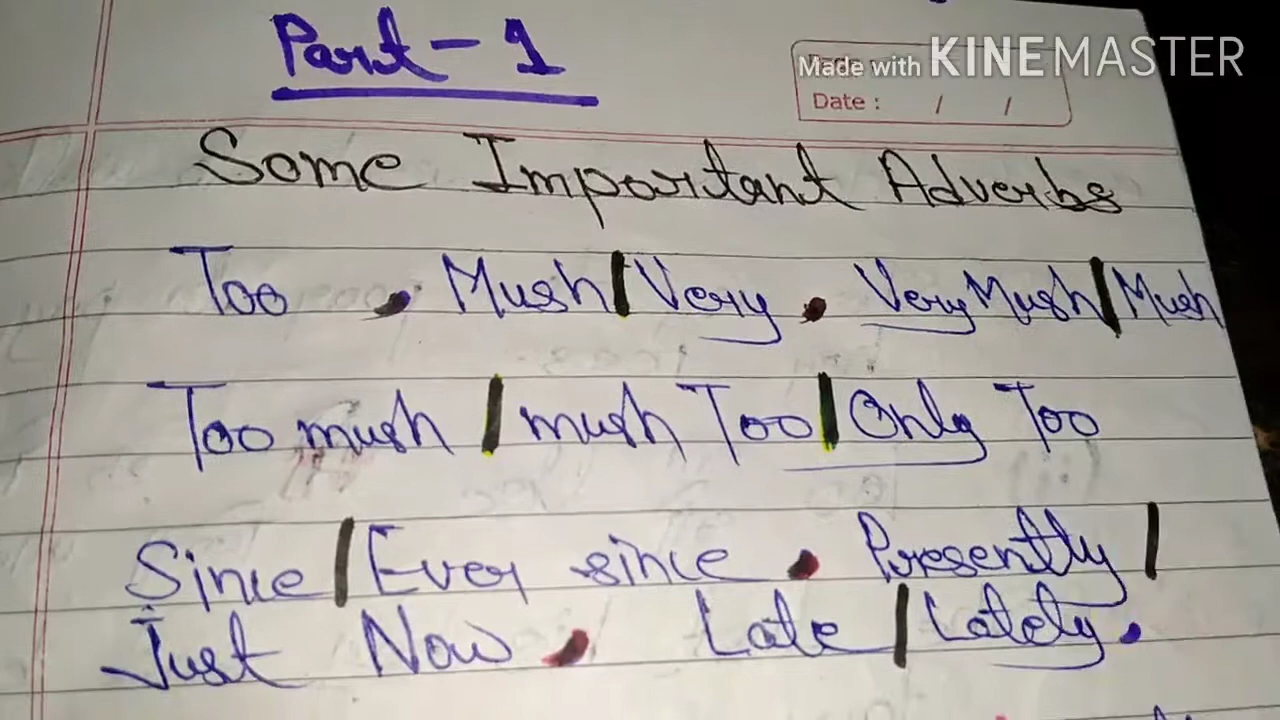 Part-1
Made with KINEMASTER
Date : / /
Some Important Adverbs
Too . Mush/Very . Very Mush/Mush
Too mush/mush Too/Only Too
Since/Ever since . Presently/
Just Now . Late/Lately.